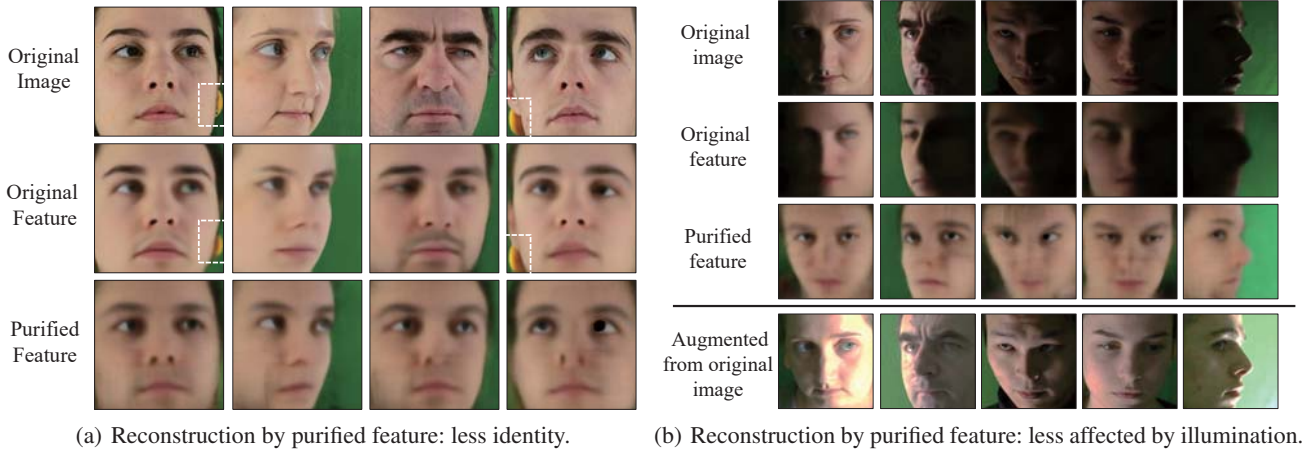 Original
Image
Original
Feature
Purified
Feature
(a) Reconstruction by purified feature: less identity.
Original
image
Original
feature
Purified
feature
Augmented
from original
image
(b) Reconstruction by purified feature: less affected by illumination.